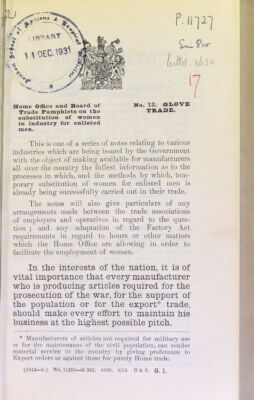 P.11727
LIBRARY
11 DEC. 1931
17
Home Office and Board of
Trade Pamphlets on the
substitution of women
in industry for enlisted
men.
No. 12. GLOVE
TRADE.
This is one of a series of notes relating to various
industries which are being issued by the Government
with the object of making available for manufacturers
all over the country the fullest information as to the
processes in which, and the methods by which, tem-
porary substitution of women for enlisted men is
already being successfully carried out in their trade.
The notes will also give particulars of any
arrangements made between the trade associations
of employers and operatives in regard to the ques-
tion ; and any adaptation of the Factory Act
requirements in regard to hours or other matters
which the Home Office are allowing in order to
facilitate the employment of women.
In the interests of the nation, it is of
vital importance that every manufacturer
who is producing articles required for the
prosecution of the war, for the support of
the population or for the export* trade,
should make every effort to maintain his
business at the highest possible pitch.
* Manufacturers of articles not required for military use
or for the maintenance of the civil population, can render
material service to the country by giving preference to
Export orders as against those for purely Home trade.
6/14. D & S. G. 1.